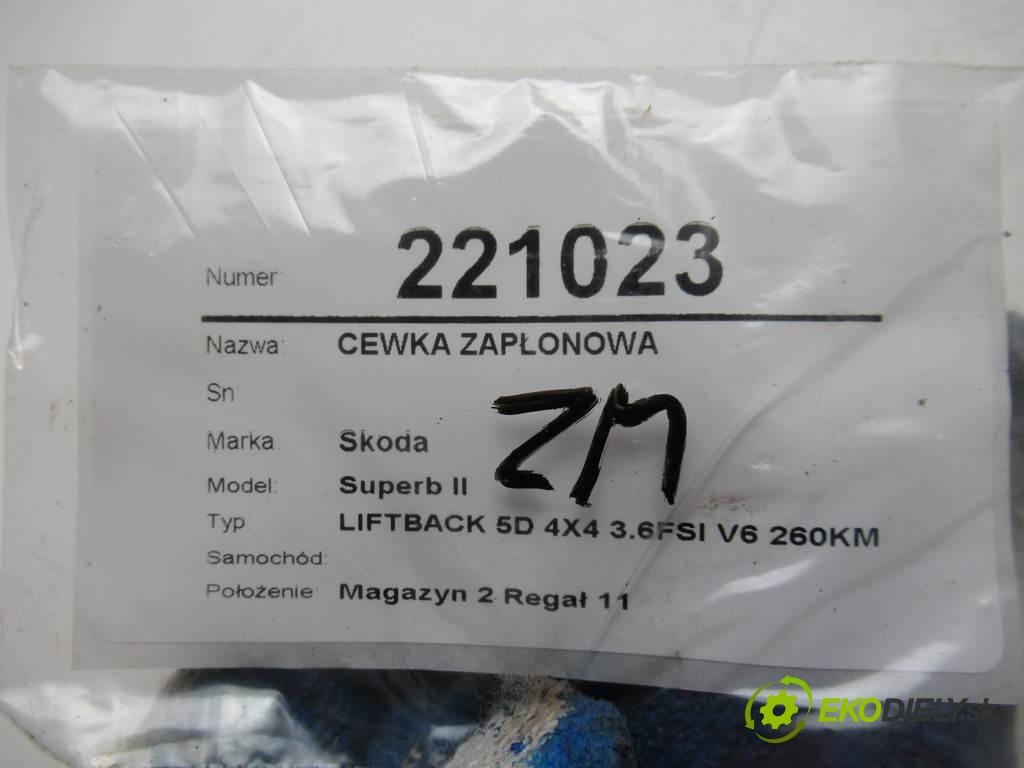 Numer: 221023
Nazwa: CEWKA ZAPŁONOWA
Sn
Marka Skoda
ZM
Model: Superb II
Typ: LIFTBACK 5D 4X4 3.6FSI V6 260KM
Samochód:
Położenie: Magazyn 2 Regał 11
EKODIELY.sk